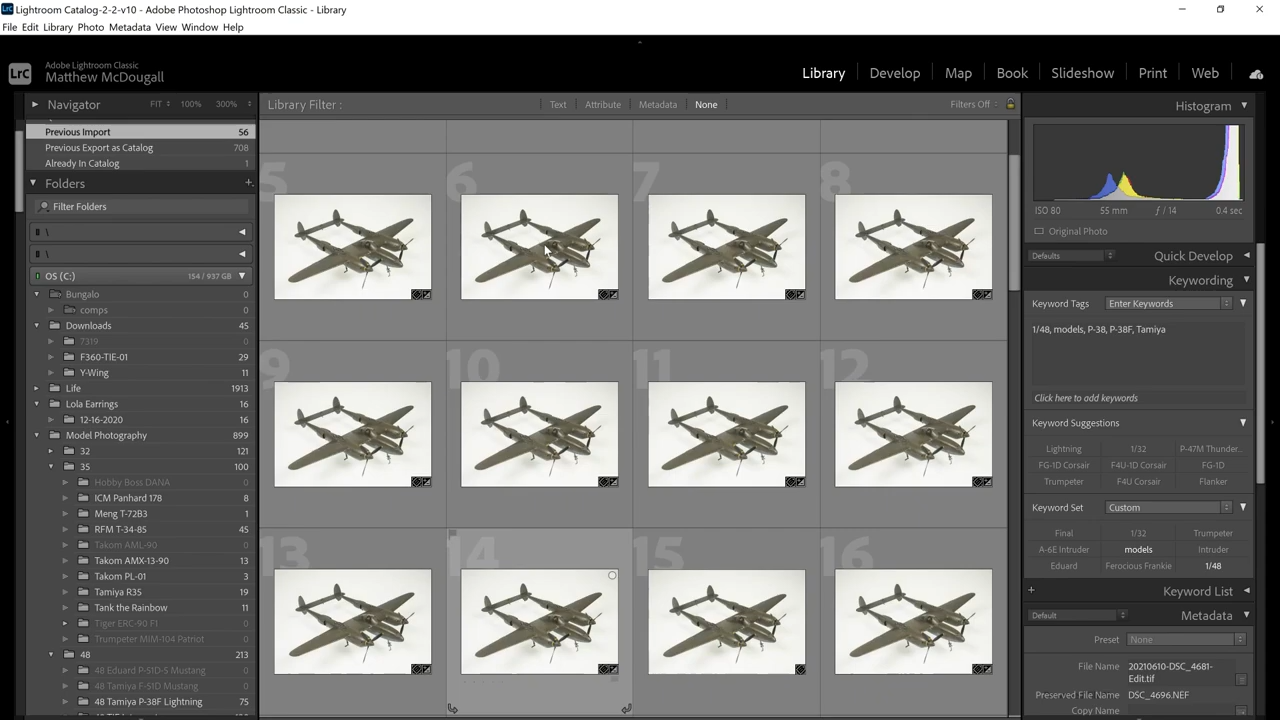 Lightroom Catalog-2-2-v10 - Adobe Photoshop Lightroom Classic - Library
File Edit Library Photo Metadata View Window Help
LrC
Adobe Lightroom Classic
Matthew McDougall
Library Develop Map Book Slideshow Print Web
Navigator FIT 100% 300%
Previous Import 56
Previous Export as Catalog 708
Already In Catalog 1
Folders
Filter Folders
\
\
OS (C:) 154 / 937 GB
Bungalo 0
comps 0
Downloads 45
7319 0
F360-TIE-01 29
Y-Wing 11
Life 1913
Lola Earrings 16
12-16-2020 16
Model Photography 899
32 121
35 100
Hobby Boss DANA 0
ICM Panhard 178 8
Meng T-72B3 1
RFM T-34-85 45
Takom AML-90 0
Takom AMX-13-90 13
Takom PL-01 3
Tamiya R35 19
Tank the Rainbow 11
Tiger ERC-90 F1 0
Trumpeter MIM-104 Patriot 0
48 213
48 Eduard P-51D-5 Mustang 0
48 Tamiya F-51D Mustang 0
48 Tamiya P-38F Lightning 75
Library Filter : Text Attribute Metadata None Filters Off
5 6 7 8
9 10 11 12
13 14 15 16
Histogram
ISO 80 55 mm ƒ / 14 0.4 sec
Original Photo
Defaults Quick Develop
Keywording
Keyword Tags Enter Keywords
1/48, models, P-38, P-38F, Tamiya
Click here to add keywords
Keyword Suggestions
Lightning 1/32 P-47M Thunder...
FG-1D Corsair F4U-1D Corsair FG-1D
Trumpeter F4U Corsair Flanker
Keyword Set Custom
Final 1/32 Trumpeter
A-6E Intruder models Intruder
Eduard Ferocious Frankie 1/48
Keyword List
Default Metadata
Preset None
File Name 20210610-DSC_4681-
Edit.tif
Preserved File Name DSC_4696.NEF
Copy Name